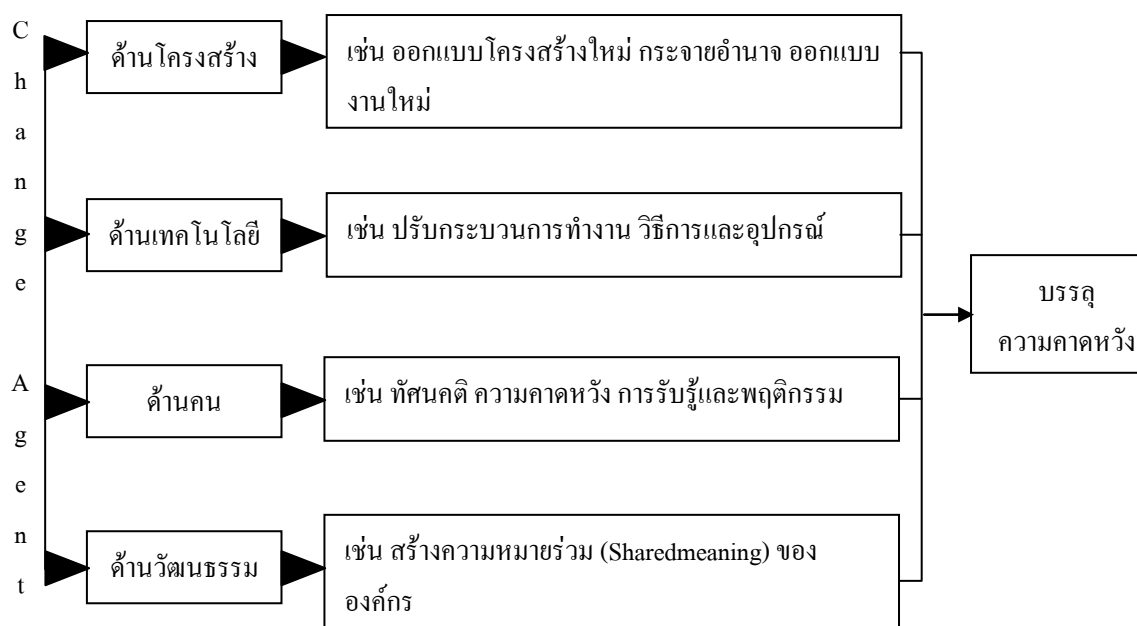 Change Agent
ด้านโครงสร้าง
เช่น ออกแบบโครงสร้างใหม่ กระจายอำนาจ ออกแบบ
งานใหม่
ด้านเทคโนโลยี
เช่น ปรับกระบวนการทำงาน วิธีการและอุปกรณ์
ด้านคน
เช่น ทัศนคติ ความคาดหวัง การรับรู้และพฤติกรรม
ด้านวัฒนธรรม
เช่น สร้างความหมายร่วม (Sharedmeaning) ของ
องค์กร
บรรลุ
ความคาดหวัง